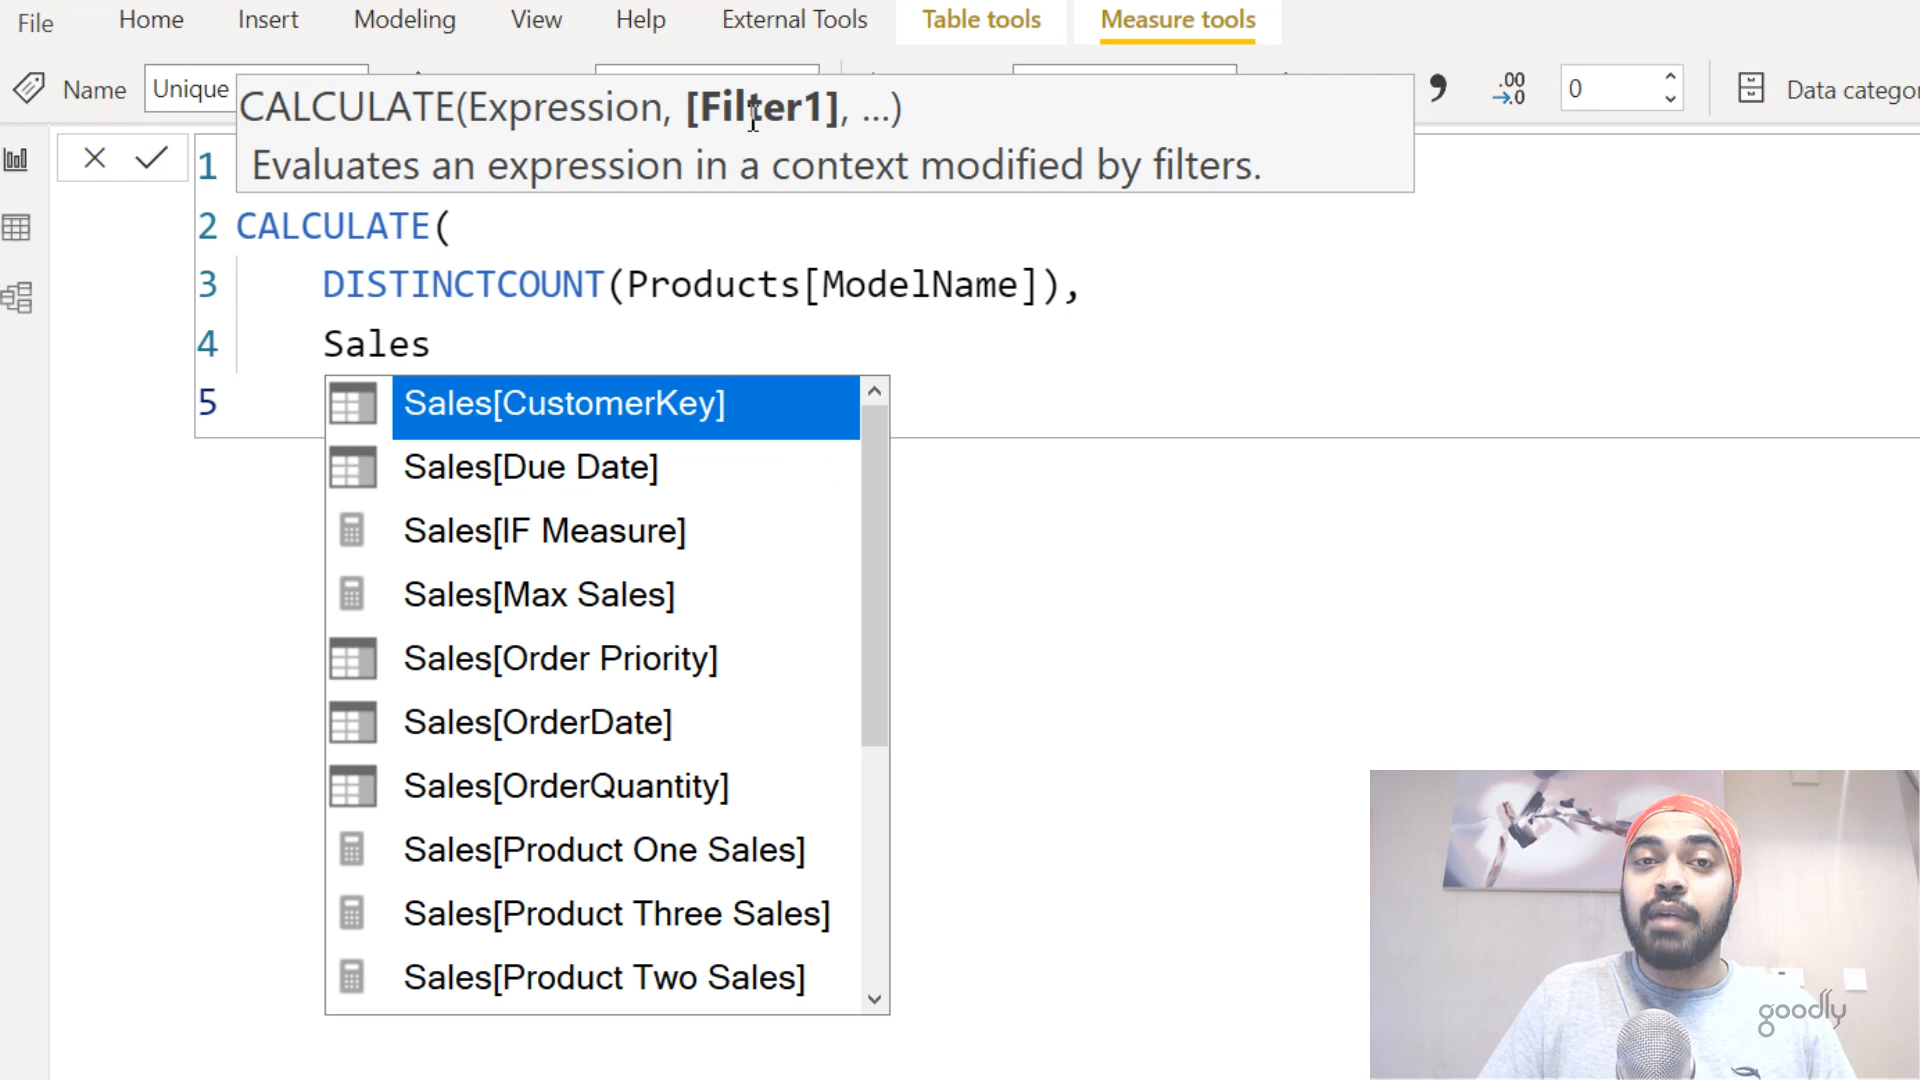 File Home Insert Modeling View Help External Tools Table tools Measure tools
Name Unique , .00 0 Data categor
CALCULATE(Expression, [Filter1], ...)
Evaluates an expression in a context modified by filters.
1
2 CALCULATE(
3 DISTINCTCOUNT(Products[ModelName]),
4 Sales
5
Sales[CustomerKey]
Sales[Due Date]
Sales[IF Measure]
Sales[Max Sales]
Sales[Order Priority]
Sales[OrderDate]
Sales[OrderQuantity]
Sales[Product One Sales]
Sales[Product Three Sales]
Sales[Product Two Sales]
goodly